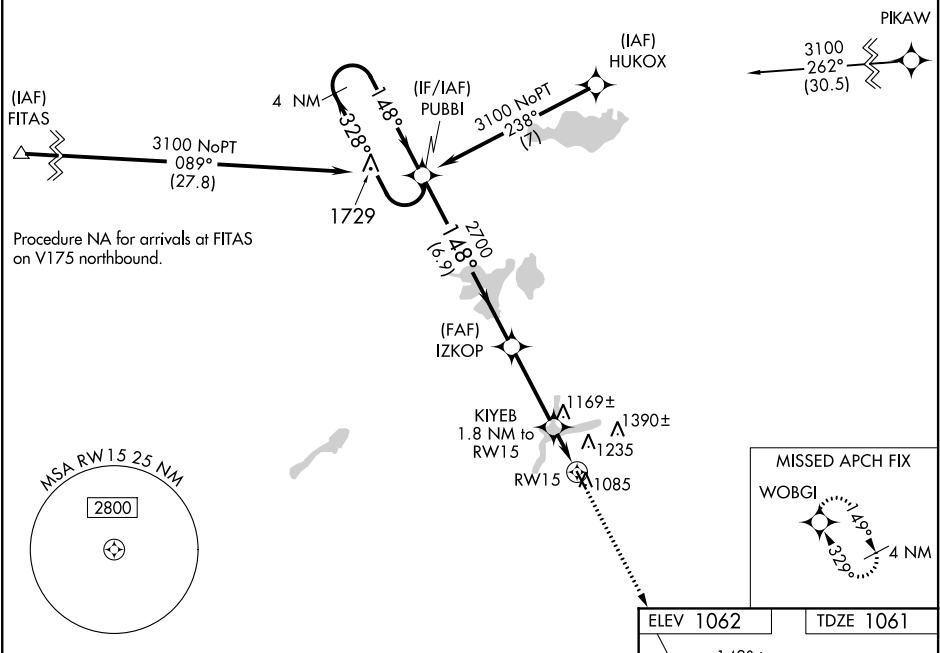 PIKAW
3100
262°
(30.5)
(IAF)
HUKOX
3100 NoPT
238°
(7)
(IF/IAF)
PUBBI
4 NM
148°
328°
1729
(IAF)
FITAS
3100 NoPT
089°
(27.8)
Procedure NA for arrivals at FITAS
on V175 northbound.
2700
148°
(6.9)
(FAF)
IZKOP
KIYEB
1.8 NM to
RW15
1169±
1390±
1235
RW15
1085
MSA RW15 25 NM
2800
MISSED APCH FIX
WOBGI
149°
329°
4 NM
ELEV 1062
TDZE 1061